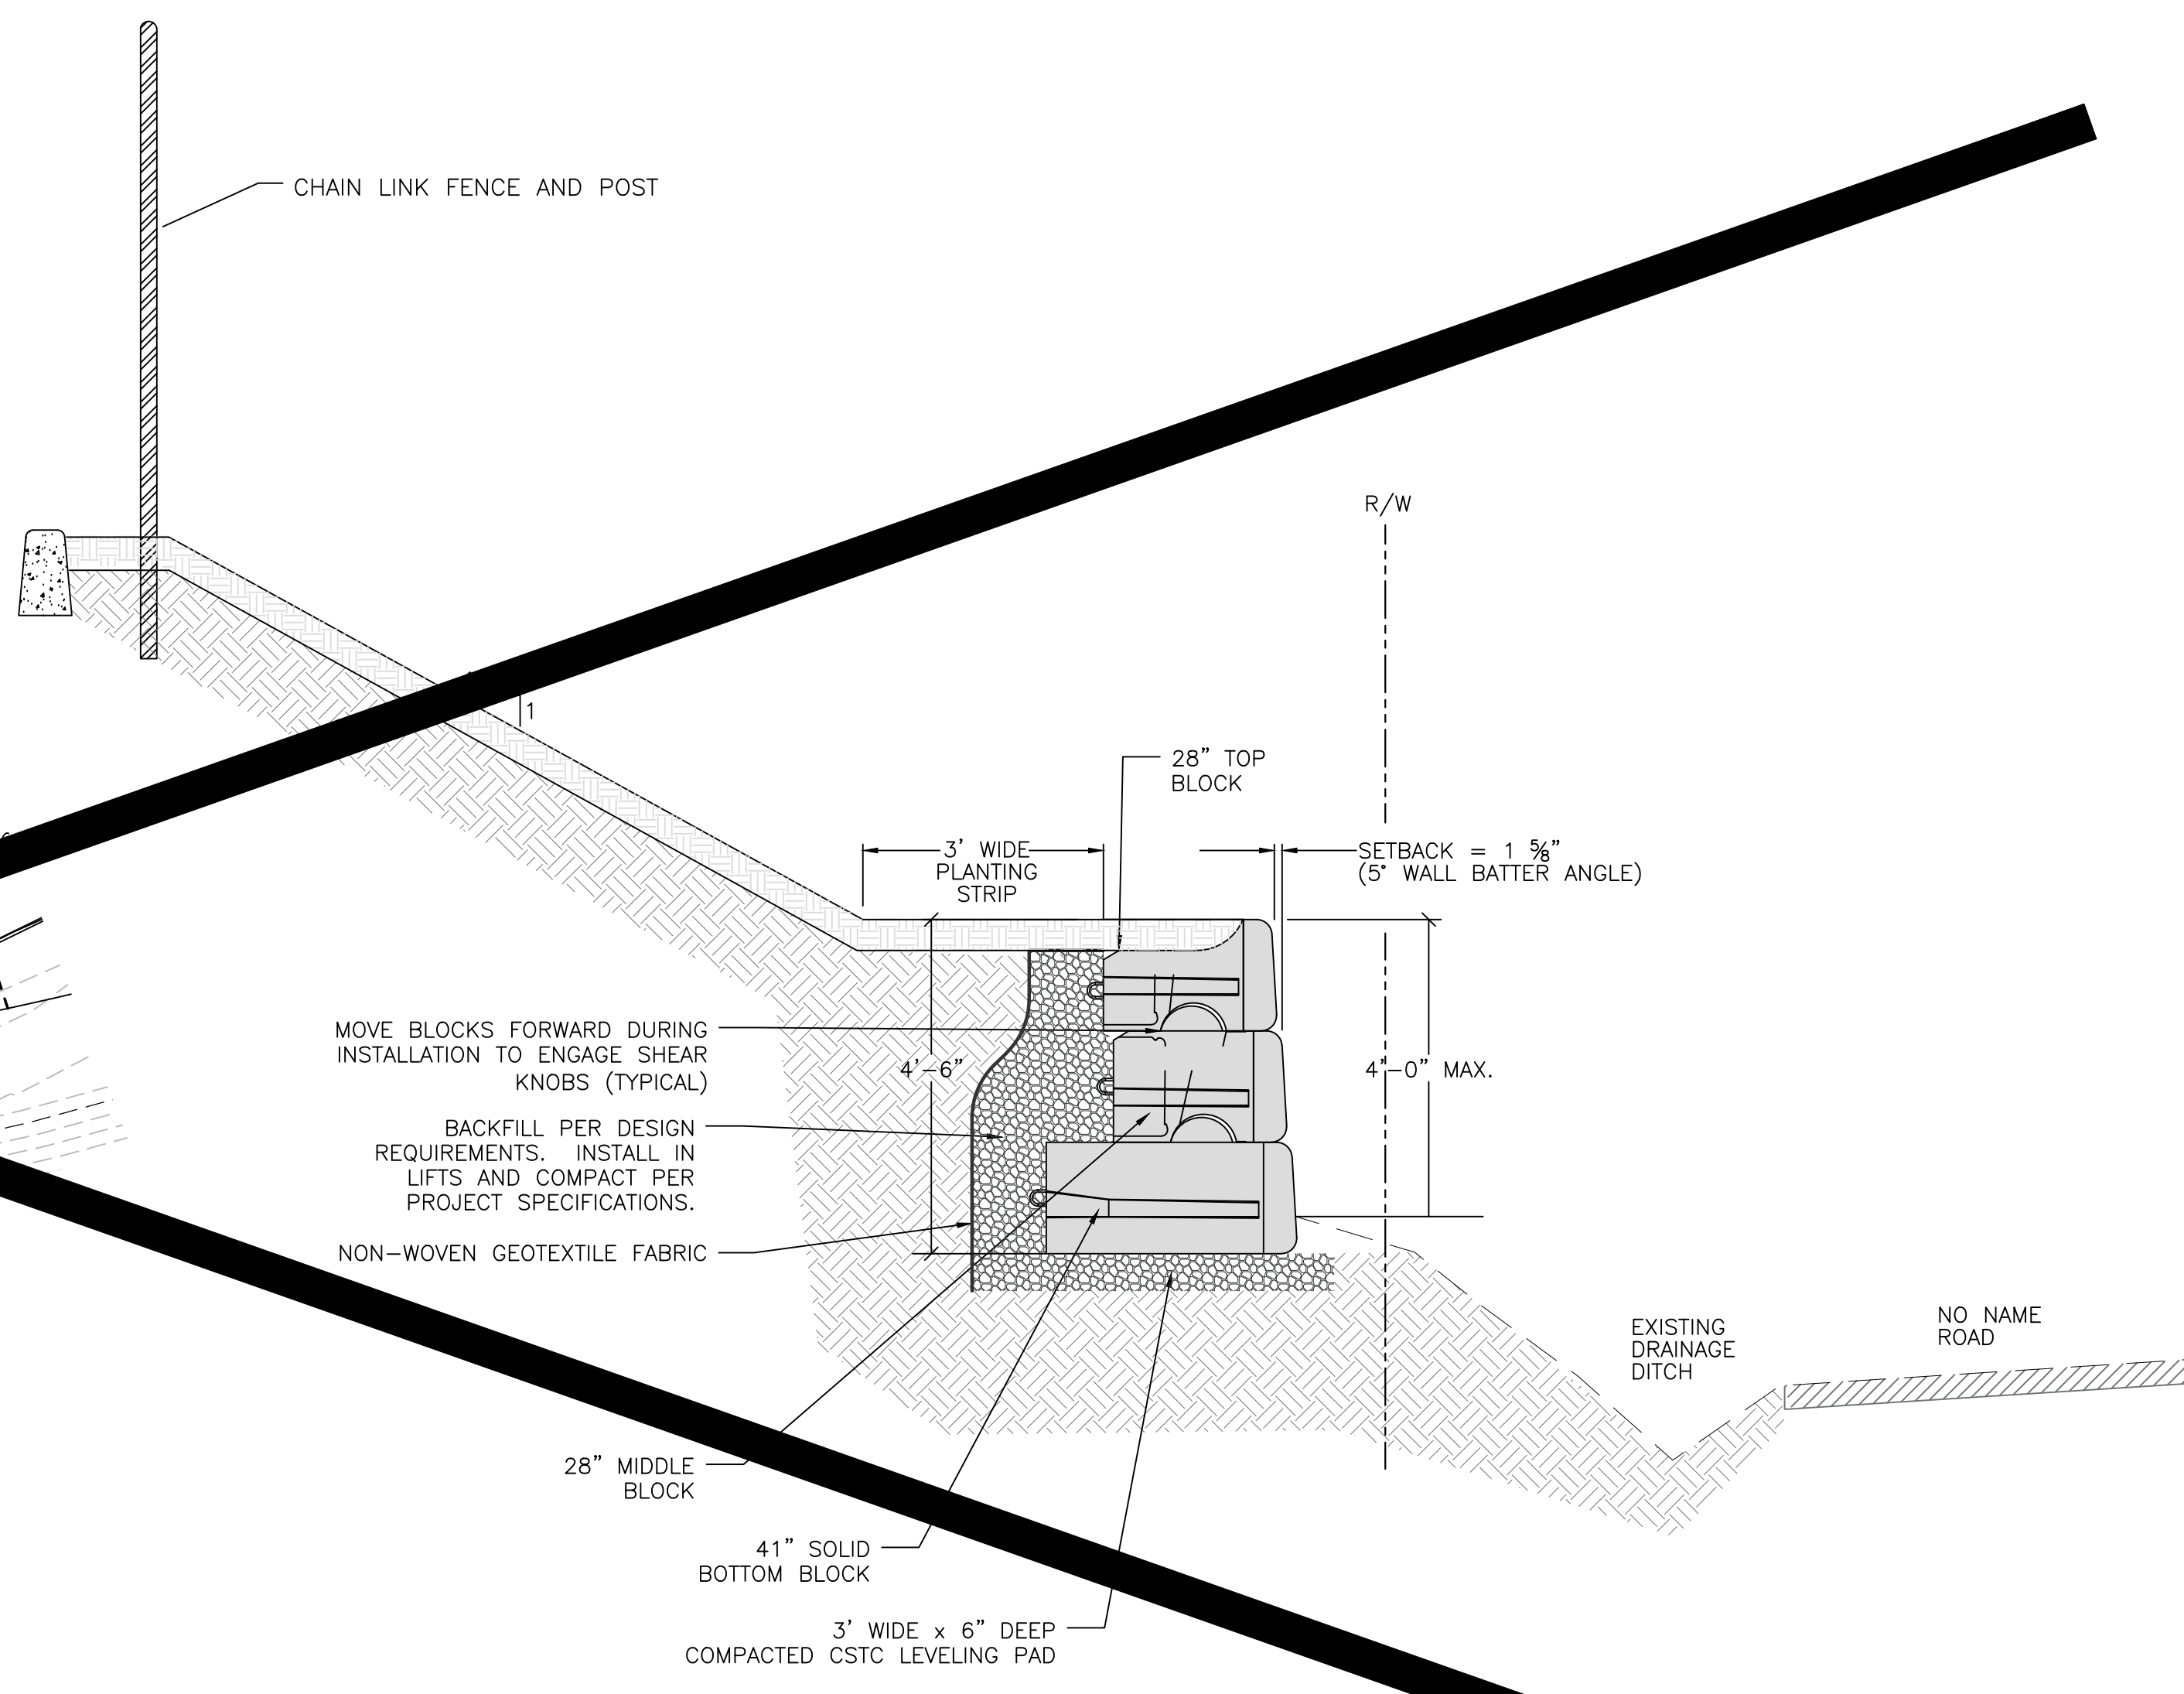 CHAIN LINK FENCE AND POST
R/W
1
28” TOP
BLOCK
3’ WIDE
PLANTING
STRIP
SETBACK = 1 ⅝”
(5° WALL BATTER ANGLE)
MOVE BLOCKS FORWARD DURING
INSTALLATION TO ENGAGE SHEAR
KNOBS (TYPICAL)
4’-6”
4’-0” MAX.
BACKFILL PER DESIGN
REQUIREMENTS. INSTALL IN
LIFTS AND COMPACT PER
PROJECT SPECIFICATIONS.
NON-WOVEN GEOTEXTILE FABRIC
EXISTING
DRAINAGE
DITCH
NO NAME
ROAD
28” MIDDLE
BLOCK
41” SOLID
BOTTOM BLOCK
3’ WIDE x 6” DEEP
COMPACTED CSTC LEVELING PAD